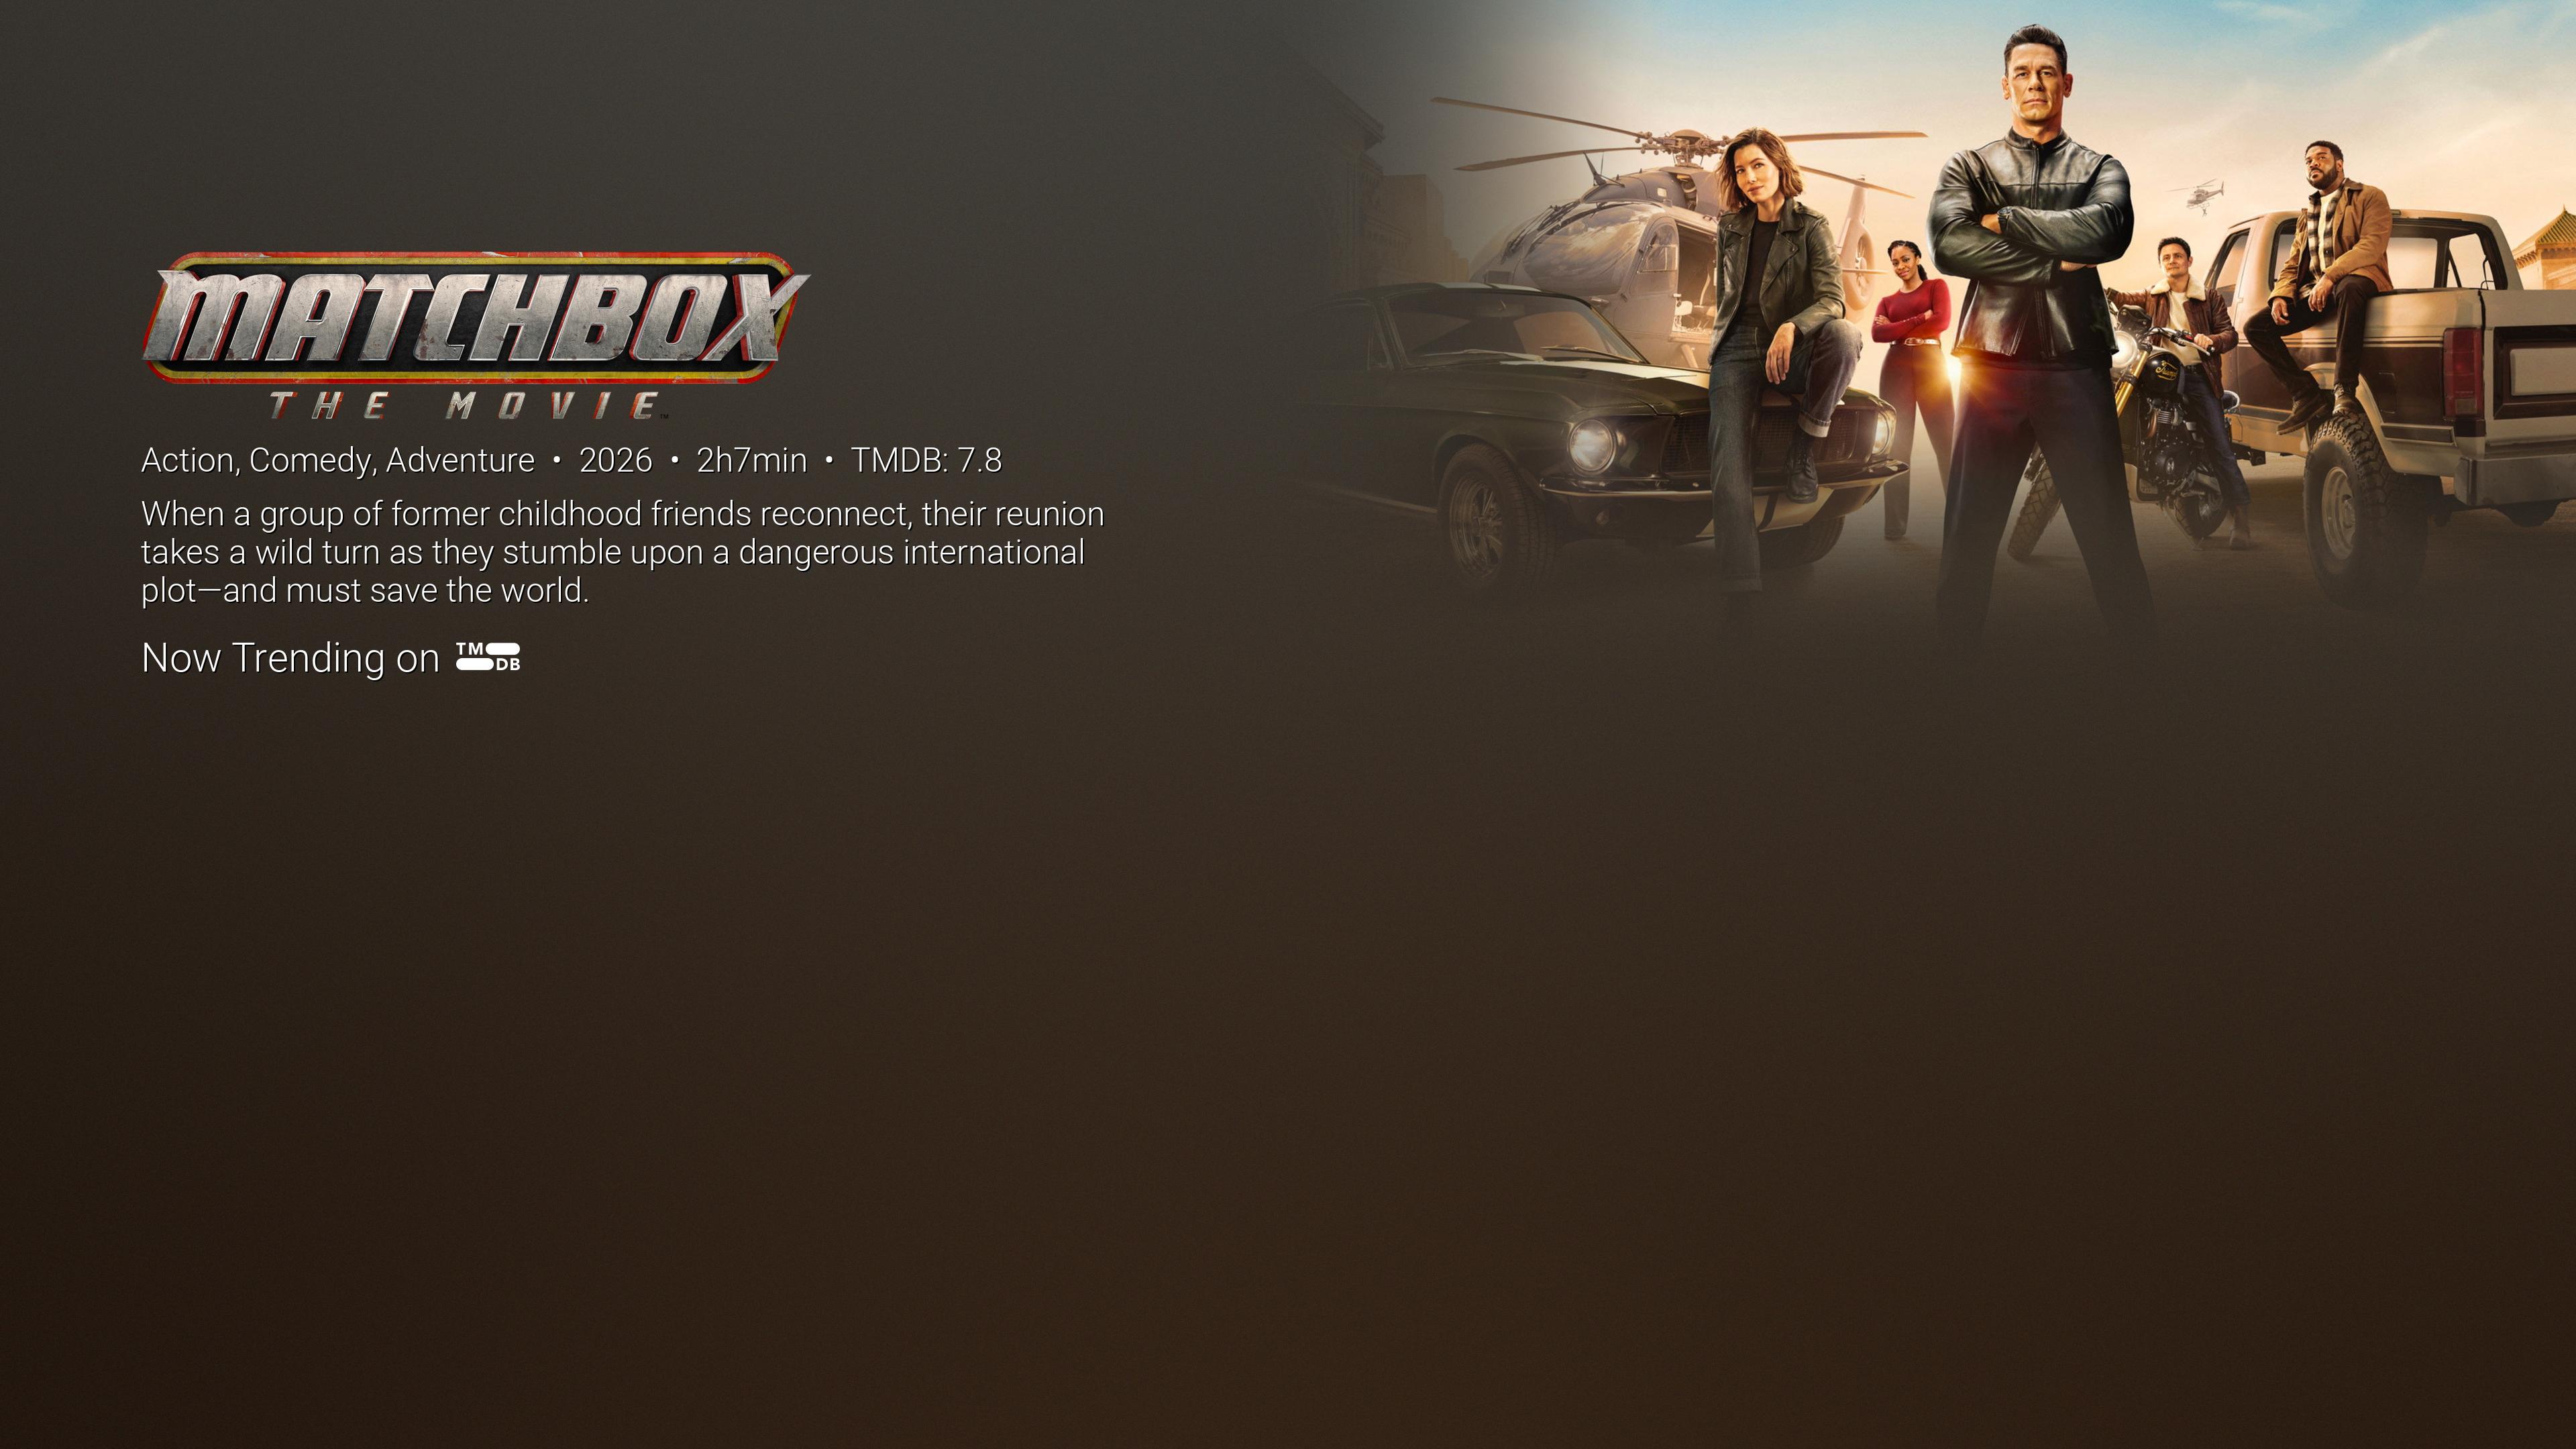 MATCHBOX
THE MOVIE™
Action, Comedy, Adventure • 2026 • 2h7min • TMDB: 7.8
When a group of former childhood friends reconnect, their reunion
takes a wild turn as they stumble upon a dangerous international
plot—and must save the world.
Now Trending on TMDB